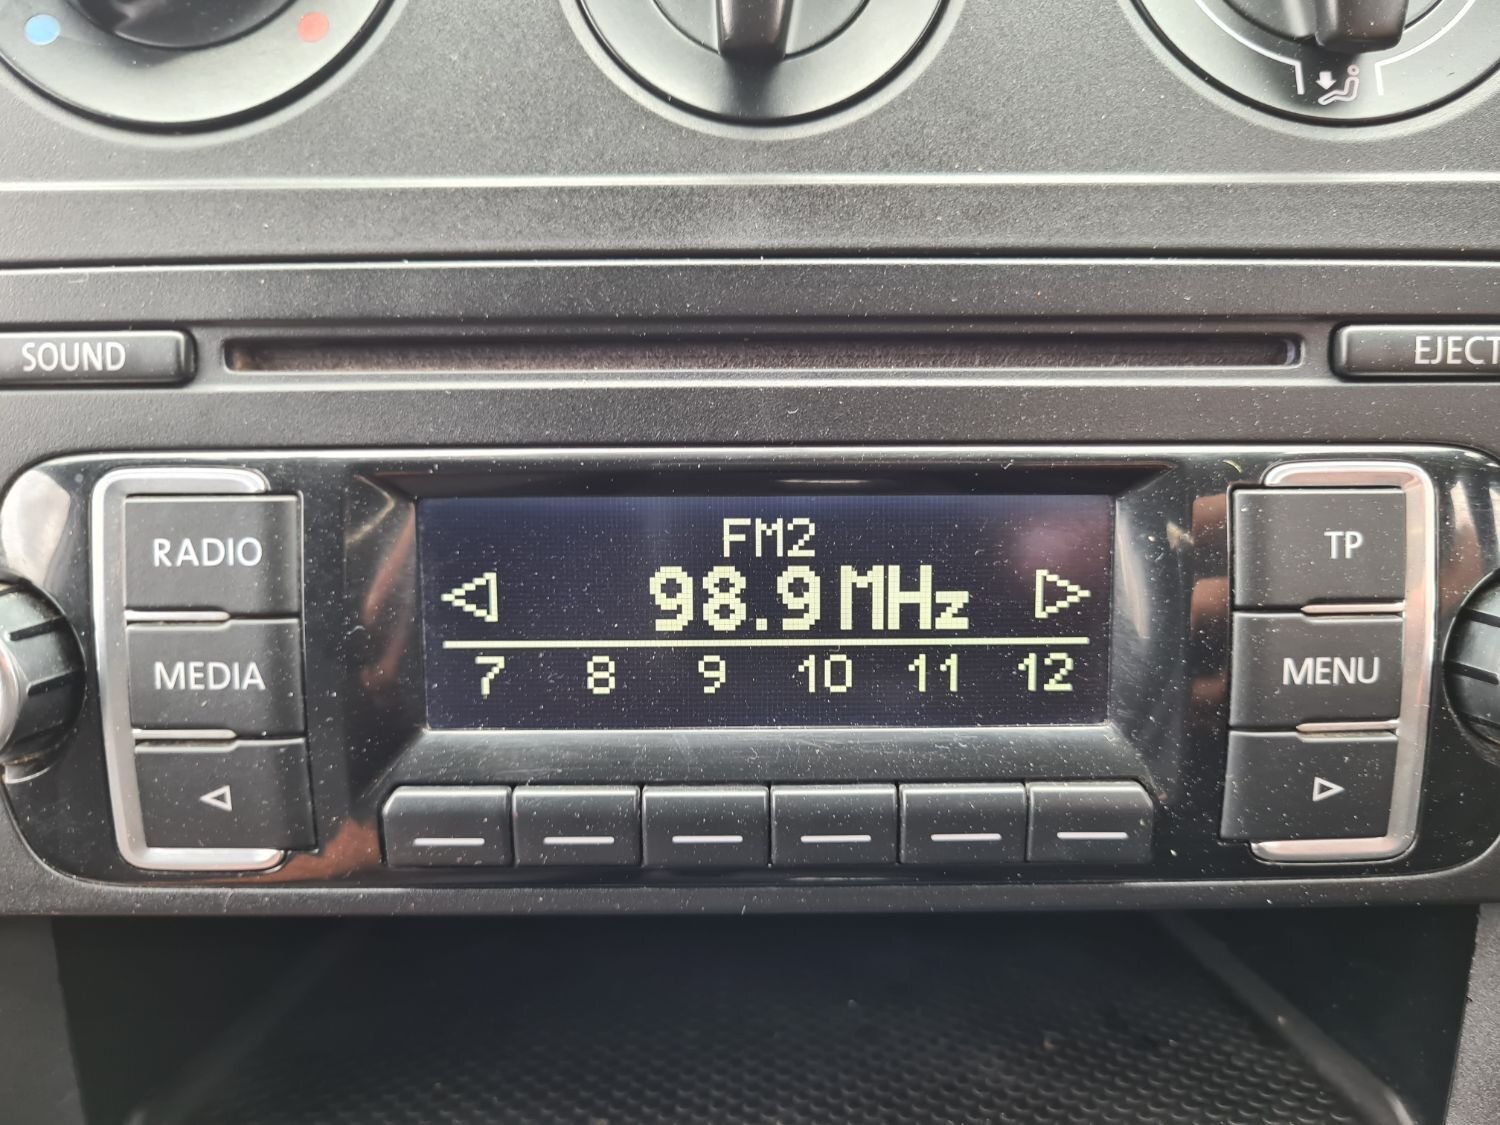 SOUND
EJECT
RADIO
MEDIA
FM2
98.9 MHz
7 8 9 10 11 12
TP
MENU